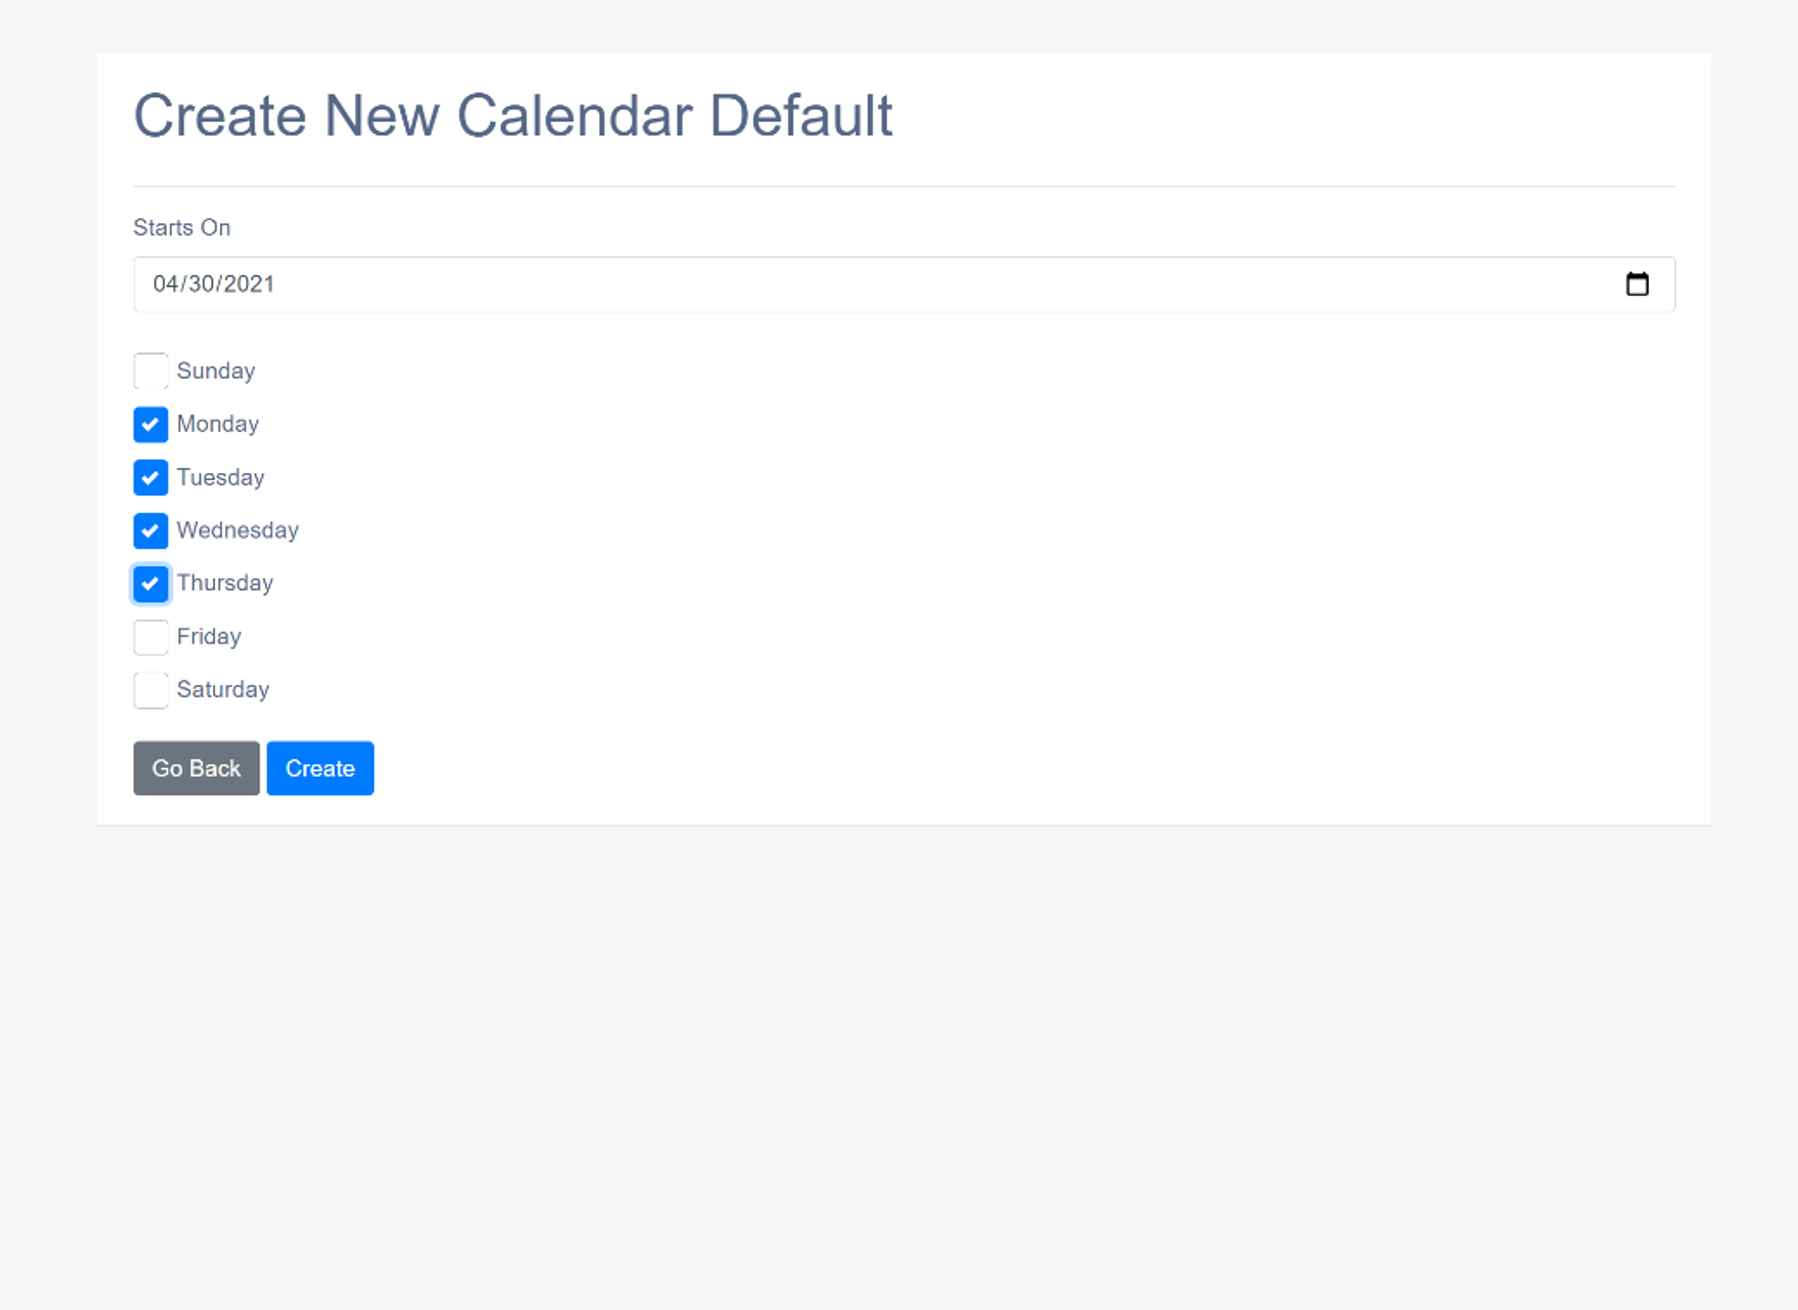 Create New Calendar Default
Starts On
04/30/2021
Sunday
Monday
Tuesday
Wednesday
Thursday
Friday
Saturday
Go Back Create